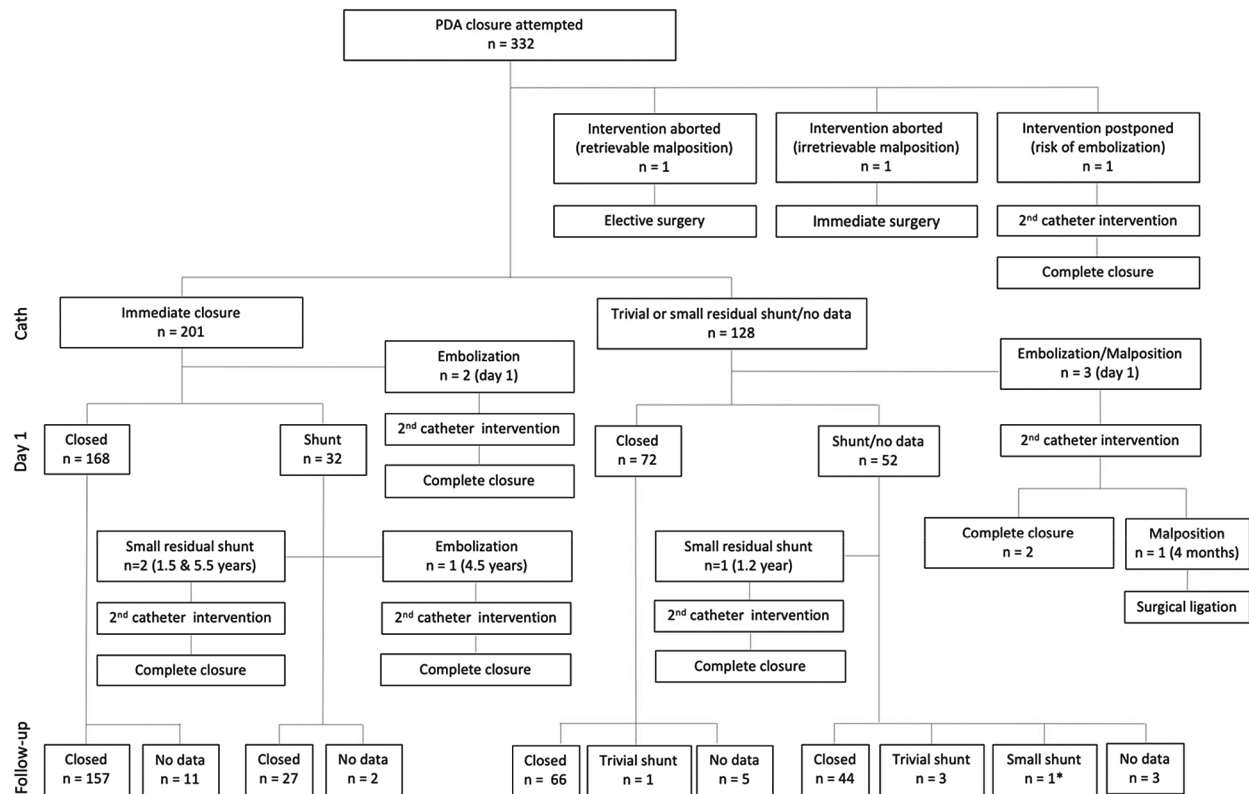 PDA closure attempted
n = 332
Intervention aborted
(retrievable malposition)
n = 1
Intervention aborted
(irretrievable malposition)
n = 1
Intervention postponed
(risk of embolization)
n = 1
Elective surgery
Immediate surgery
2nd catheter intervention
Complete closure
Cath
Immediate closure
n = 201
Trivial or small residual shunt/no data
n = 128
Embolization
n = 2 (day 1)
Embolization/Malposition
n = 3 (day 1)
Day 1
Closed
n = 168
Shunt
n = 32
2nd catheter intervention
Complete closure
Closed
n = 72
Shunt/no data
n = 52
2nd catheter intervention
Complete closure
n = 2
Malposition
n = 1 (4 months)
Surgical ligation
Small residual shunt
n=2 (1.5 & 5.5 years)
Embolization
n = 1 (4.5 years)
Small residual shunt
n=1 (1.2 year)
2nd catheter intervention
2nd catheter intervention
2nd catheter intervention
Complete closure
Complete closure
Complete closure
Follow-up
Closed
n = 157
No data
n = 11
Closed
n = 27
No data
n = 2
Closed
n = 66
Trivial shunt
n = 1
No data
n = 5
Closed
n = 44
Trivial shunt
n = 3
Small shunt
n = 1*
No data
n = 3